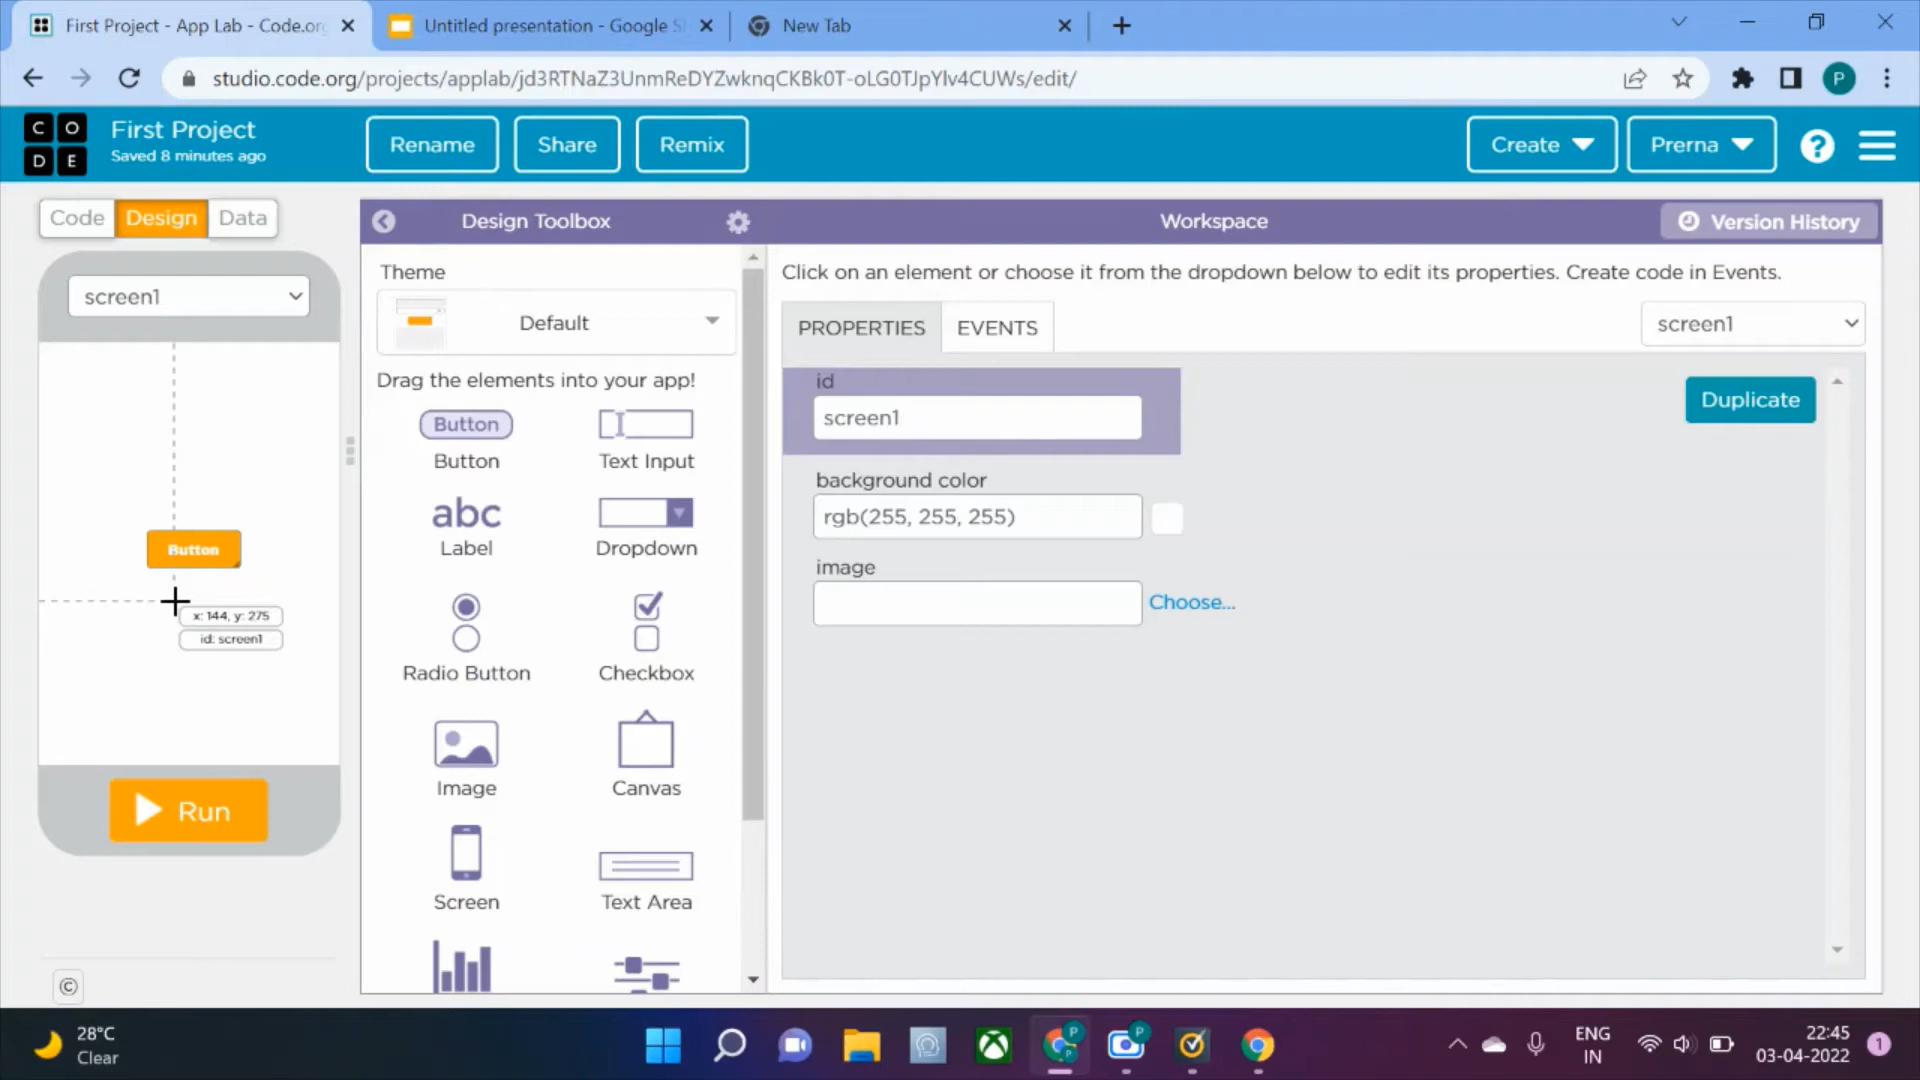 First Project - App Lab - Code.org
Untitled presentation - Google Sl
New Tab
studio.code.org/projects/applab/jd3RTNaZ3UnmReDYZwknqCKBk0T-oLG0TJpYlv4CUWs/edit/
P
C O
D E
First Project
Saved 8 minutes ago
Rename
Share
Remix
Create
Prerna
?
Code
Design
Data
Design Toolbox
Workspace
Version History
screen1
Button
x: 144, y: 275
id: screen1
Run
©
Theme
Default
Drag the elements into your app!
Button
Button
Text Input
abc
Label
Dropdown
Radio Button
Checkbox
Image
Canvas
Screen
Text Area
Click on an element or choose it from the dropdown below to edit its properties. Create code in Events.
PROPERTIES
EVENTS
screen1
id
screen1
Duplicate
background color
rgb(255, 255, 255)
image
Choose...
28°C
Clear
P
P
P
ENG
IN
22:45
03-04-2022
1